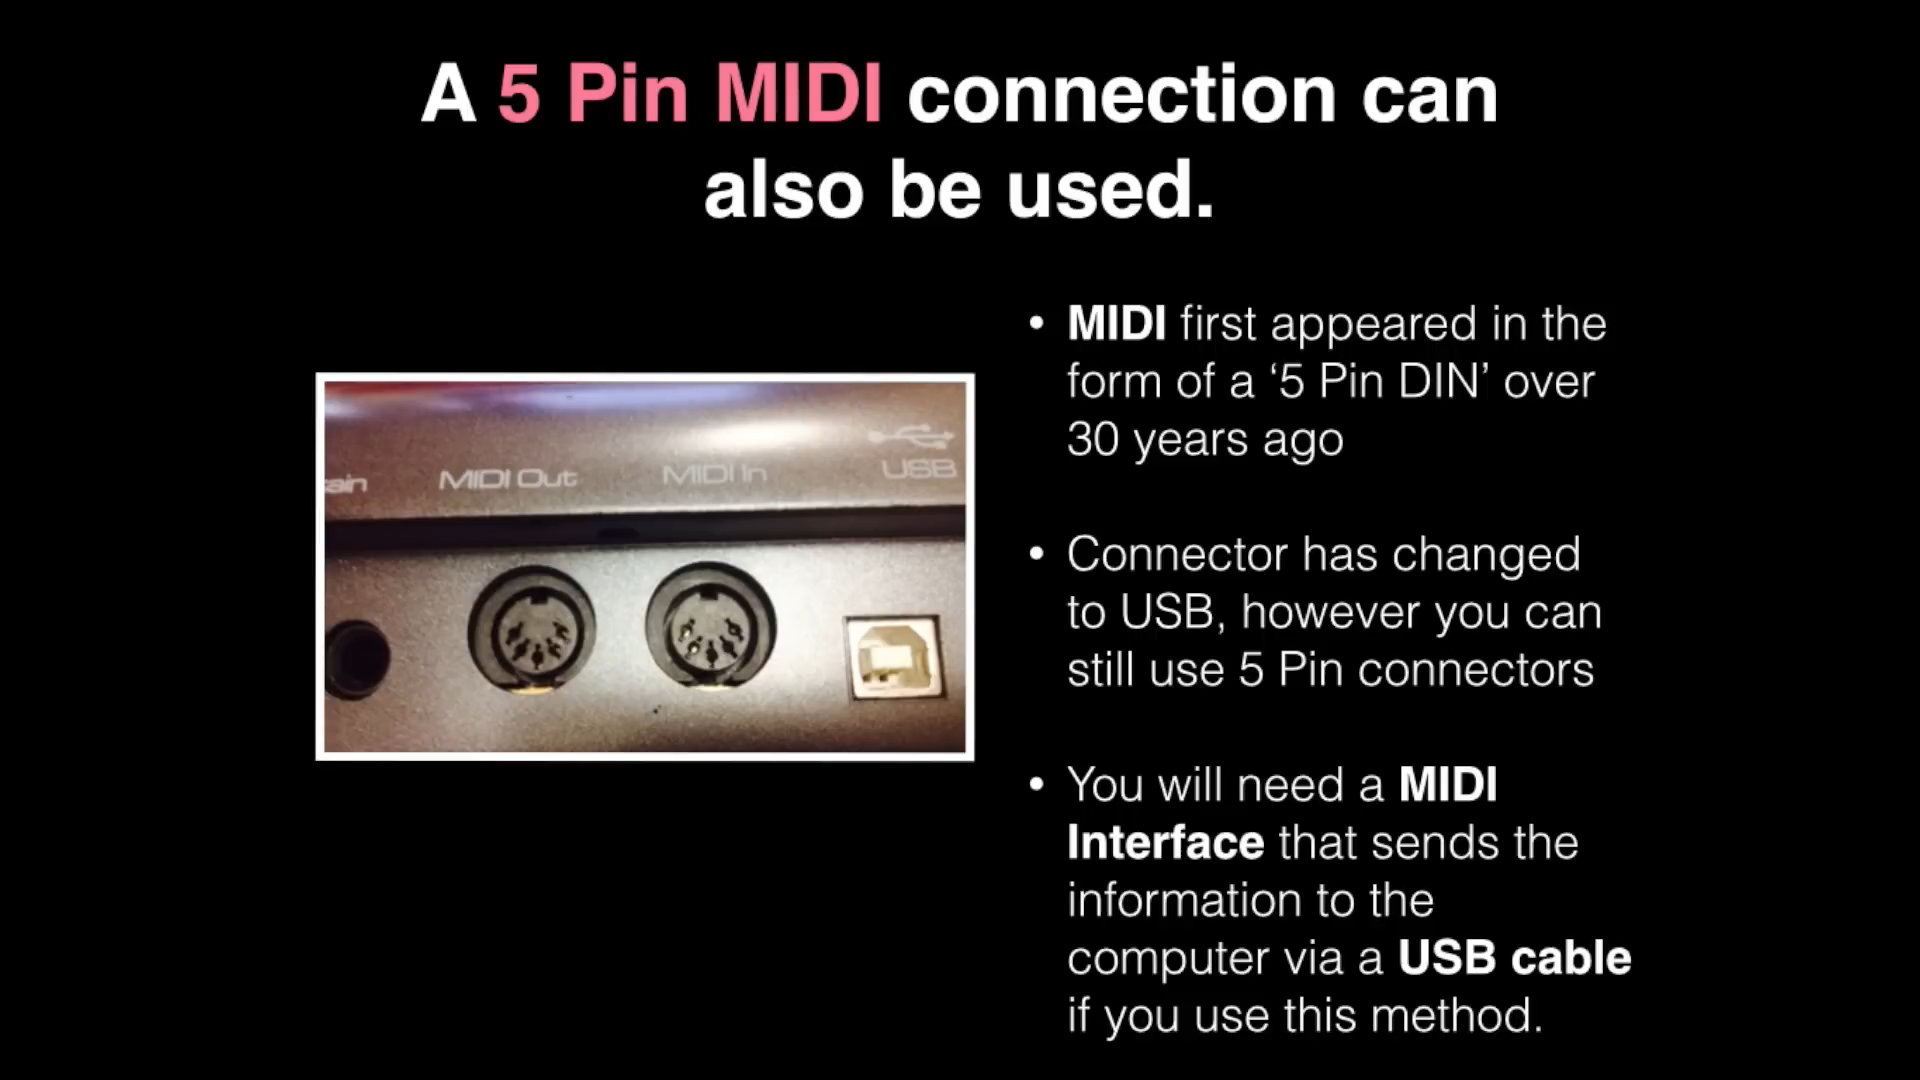 A 5 Pin MIDI connection can
also be used.
ain
MIDI Out
MIDI In
USB
• MIDI first appeared in the
form of a ‘5 Pin DIN’ over
30 years ago
• Connector has changed
to USB, however you can
still use 5 Pin connectors
• You will need a MIDI
Interface that sends the
information to the
computer via a USB cable
if you use this method.